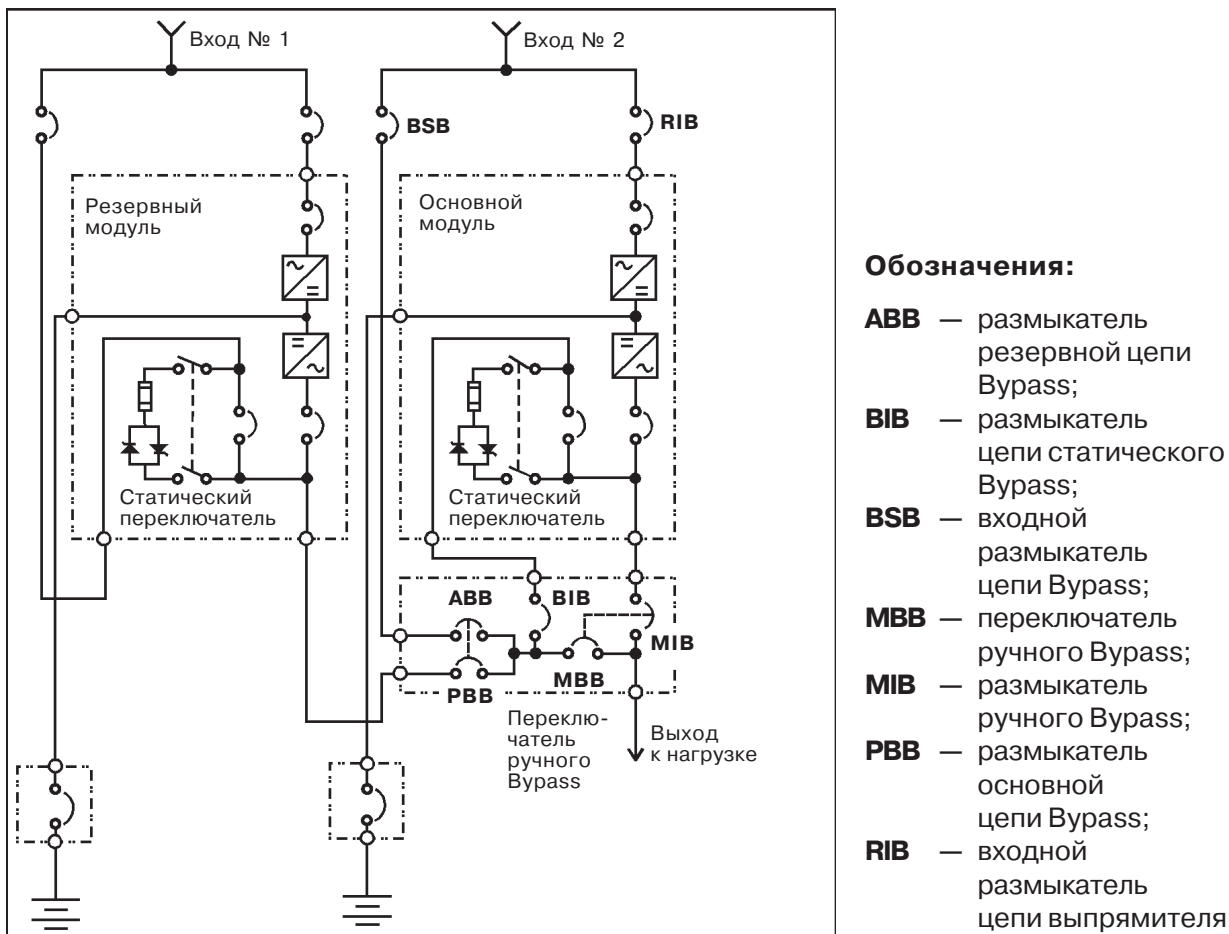 Вход № 1
Вход № 2
BSB
RIB
Резервный
модуль
Основной
модуль
Статический
переключатель
Статический
переключатель
ABB
BIB
MIB
MBB
PBB
Переклю-
чатель
ручного
Bypass
Выход
к нагрузке
Обозначения:
ABB — размыкатель
резервной цепи
Bypass;
BIB — размыкатель
цепи статического
Bypass;
BSB — входной
размыкатель
цепи Bypass;
MBB — переключатель
ручного Bypass;
MIB — размыкатель
ручного Bypass;
PBB — размыкатель
основной
цепи Bypass;
RIB — входной
размыкатель
цепи выпрямителя